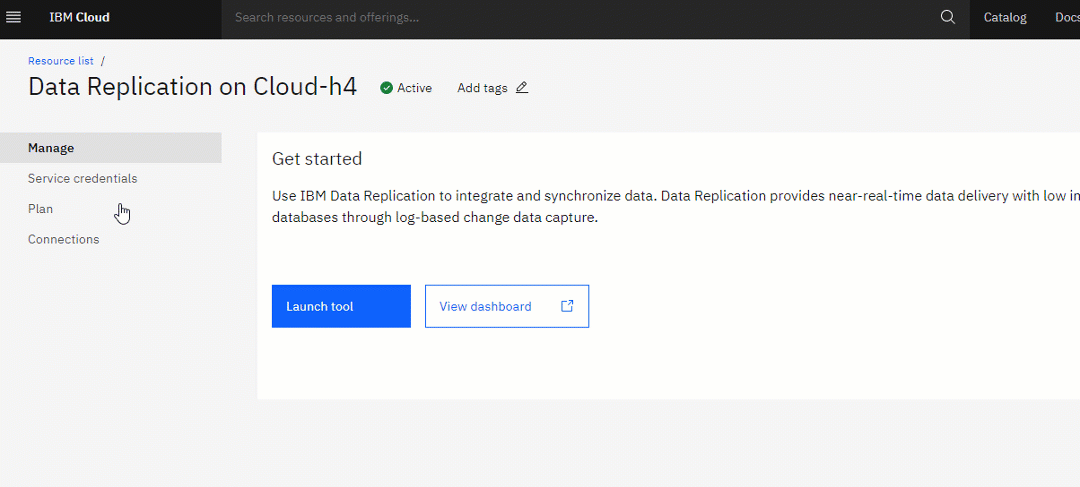 IBM Cloud
Search resources and offerings...
Catalog
Docs
Resource list /
Data Replication on Cloud-h4
Active
Add tags
Manage
Service credentials
Plan
Connections
Get started
Use IBM Data Replication to integrate and synchronize data. Data Replication provides near-real-time data delivery with low
databases through log-based change data capture.
Launch tool
View dashboard